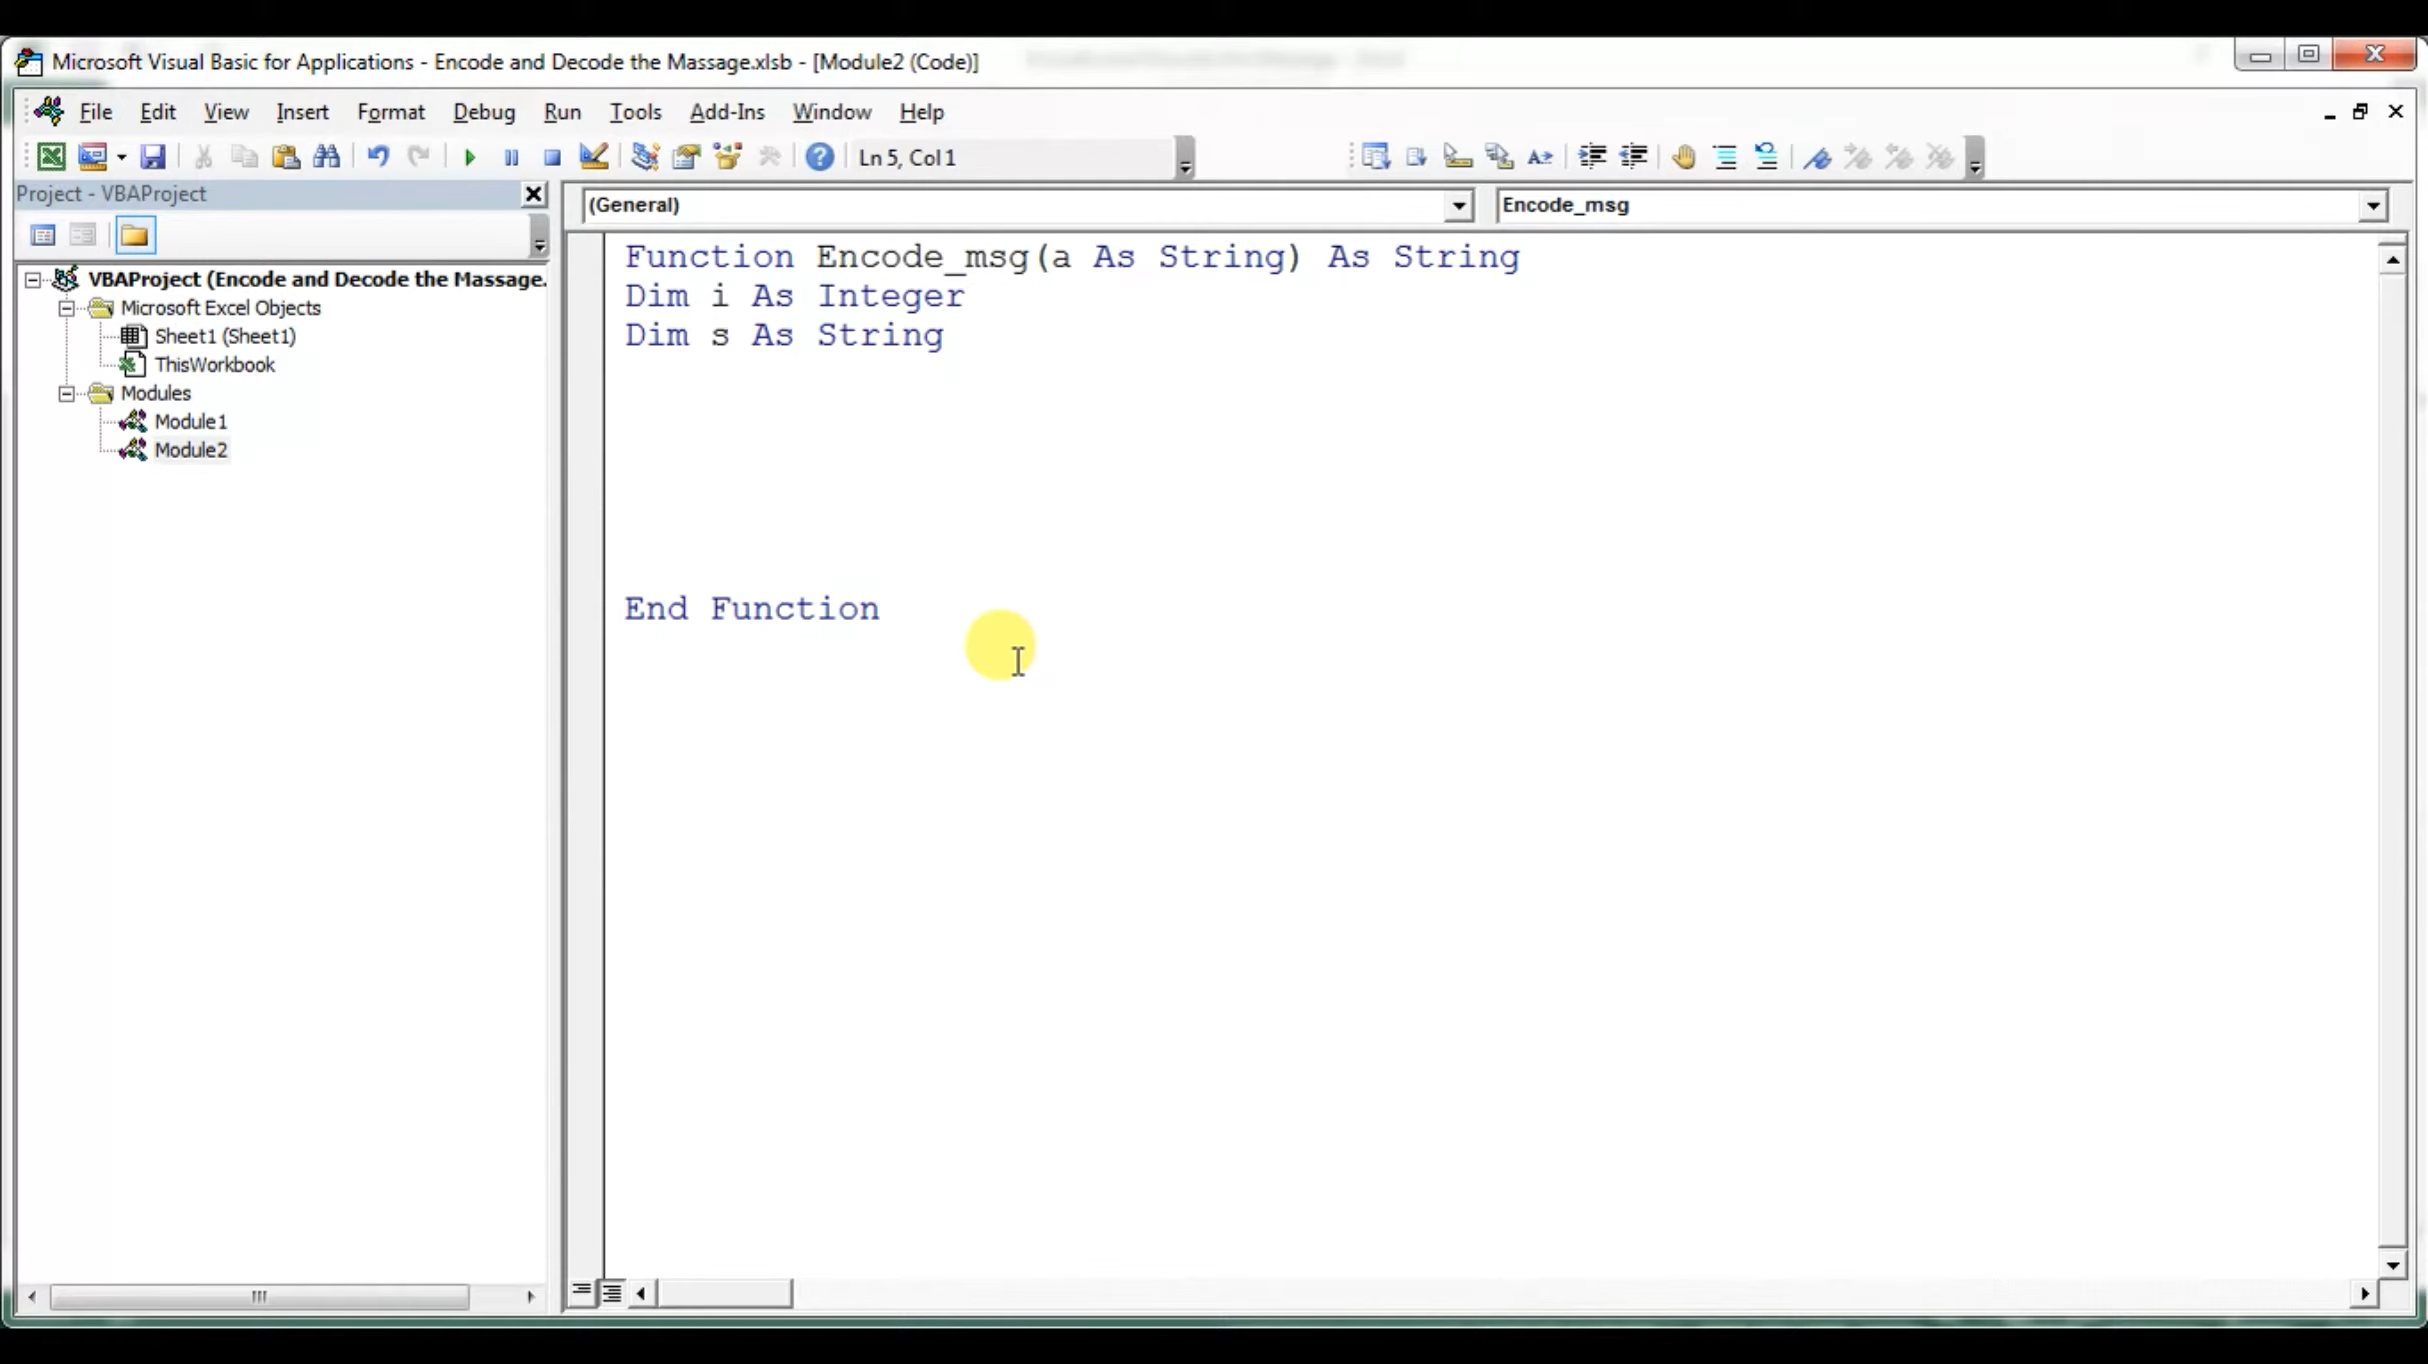 Microsoft Visual Basic for Applications - Encode and Decode the Massage.xlsb - [Module2 (Code)]
File Edit View Insert Format Debug Run Tools Add-Ins Window Help
Ln 5, Col 1
Project - VBAProject
(General)
Encode_msg
VBAProject (Encode and Decode the Massage.
Microsoft Excel Objects
Sheet1 (Sheet1)
ThisWorkbook
Modules
Module1
Module2
Function Encode_msg(a As String) As String
Dim i As Integer
Dim s As String
End Function